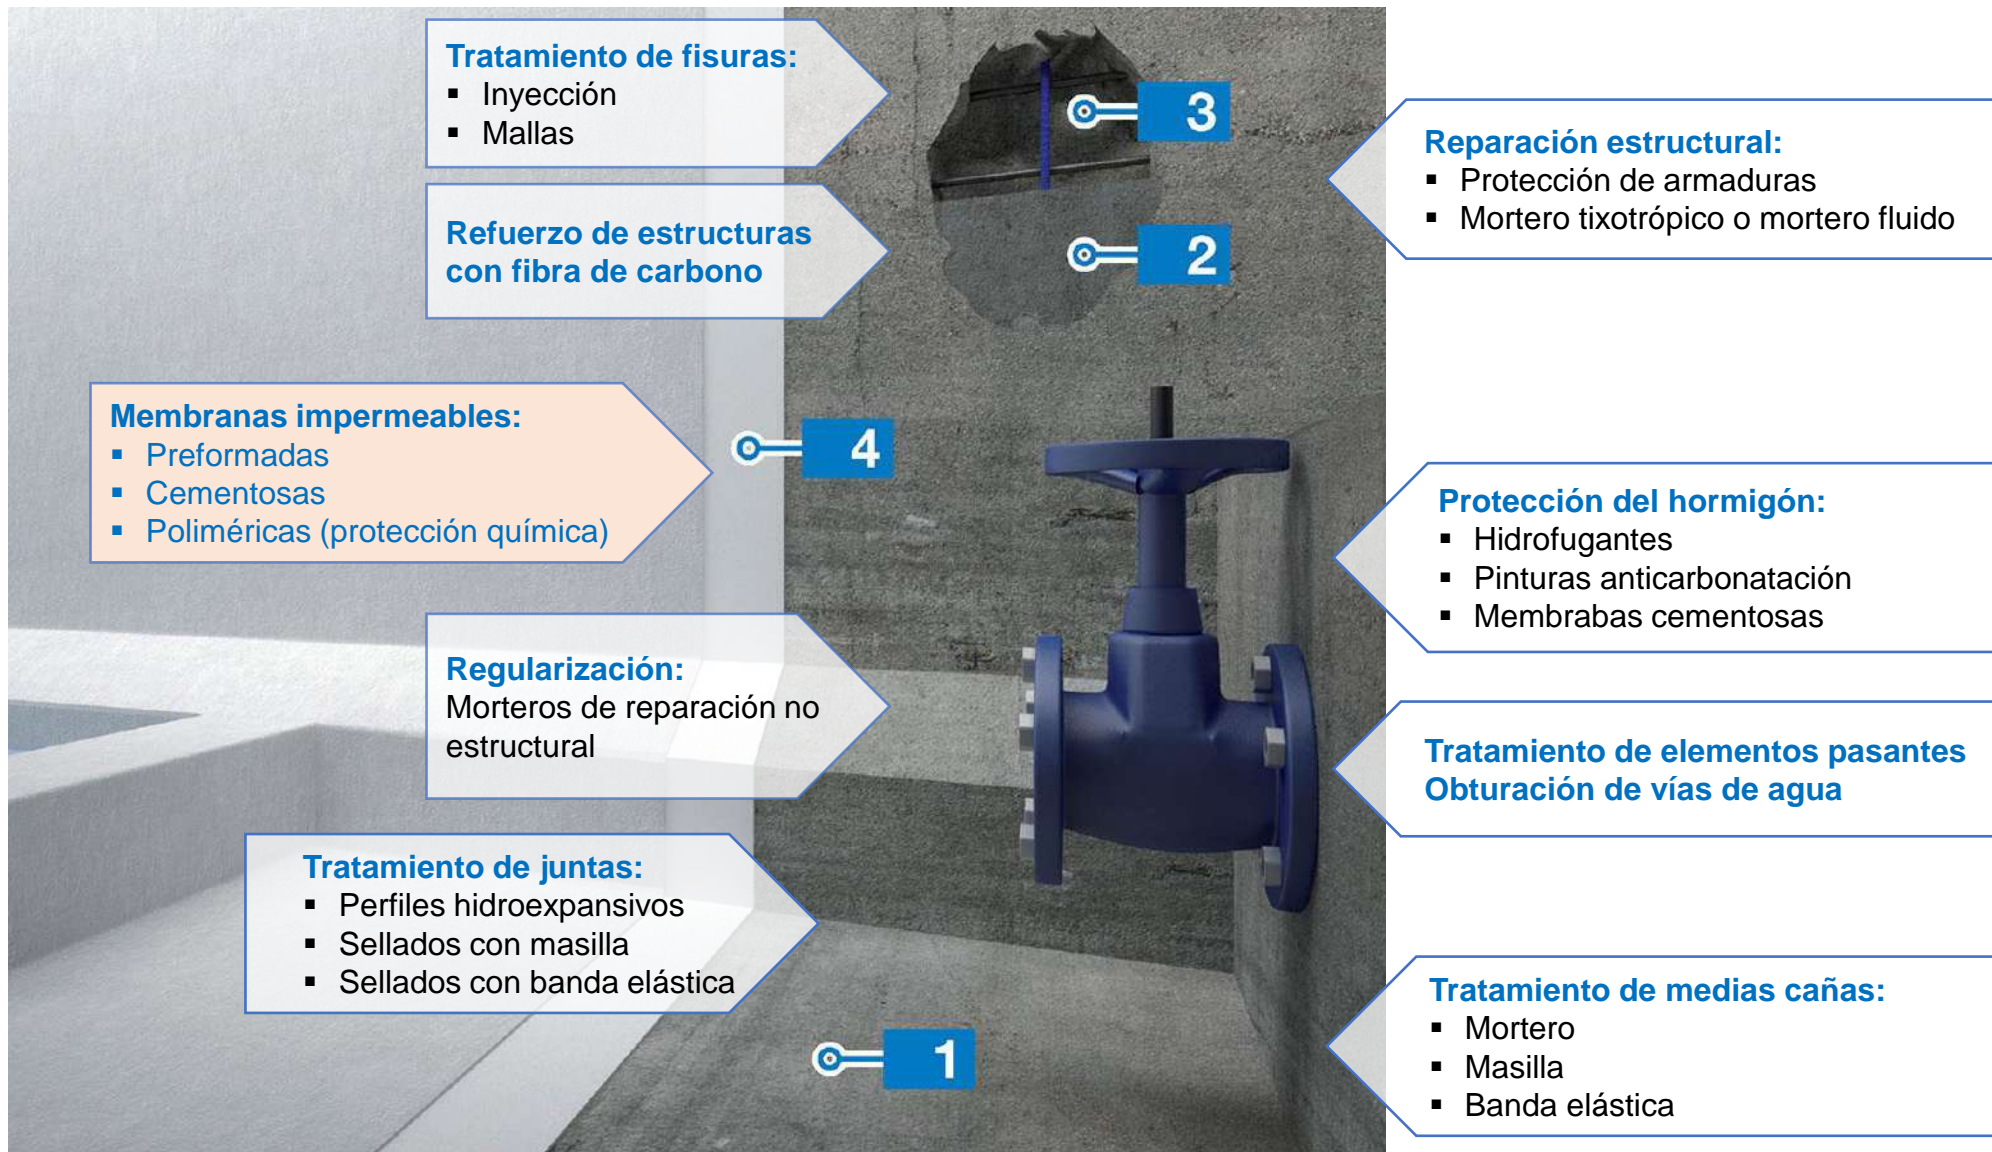 Tratamiento de fisuras:
▪ Inyección
▪ Mallas
3
Reparación estructural:
▪ Protección de armaduras
▪ Mortero tixotrópico o mortero fluido
Refuerzo de estructuras
con fibra de carbono
2
Membranas impermeables:
▪ Preformadas
▪ Cementosas
▪ Poliméricas (protección química)
4
Protección del hormigón:
▪ Hidrofugantes
▪ Pinturas anticarbonatación
▪ Membrabas cementosas
Regularización:
Morteros de reparación no
estructural
Tratamiento de elementos pasantes
Obturación de vías de agua
Tratamiento de juntas:
▪ Perfiles hidroexpansivos
▪ Sellados con masilla
▪ Sellados con banda elástica
1
Tratamiento de medias cañas:
▪ Mortero
▪ Masilla
▪ Banda elástica